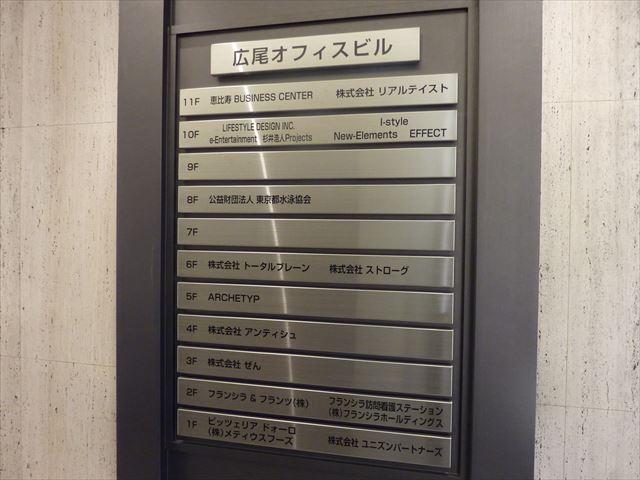 広尾オフィスビル
11F 恵比寿 BUSINESS CENTER 株式会社 リアルテイスト
10F LIFESTYLE DESIGN INC. I-style
e-Entertainment 杉井浩人Projects New-Elements EFFECT
9F
8F 公益財団法人 東京都水泳協会
7F
6F 株式会社 トータルブレーン 株式会社 ストローグ
5F ARCHETYP
4F 株式会社 アンティシュ
3F 株式会社 ぜん
2F フランシラ & フランツ(株) フランシラ訪問看護ステーション
(株)フランシラホールディングス
1F ピッツェリア ドォーロ
(株)メティウスフーズ 株式会社 ユニズンパートナーズ